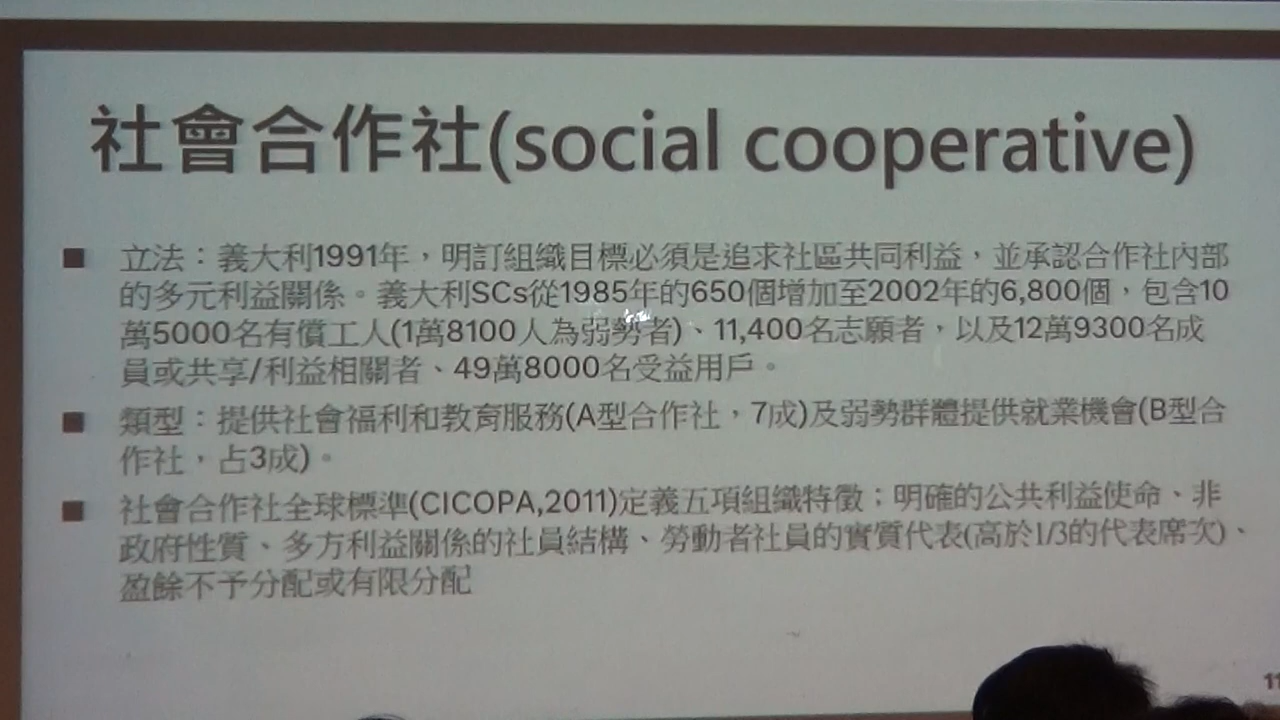 社會合作社(social cooperative)
■ 立法：義大利1991年，明訂組織目標必須是追求社區共同利益，並承認合作社內部
的多元利益關係。義大利SCs從1985年的650個增加至2002年的6,800個，包含10
萬5000名有償工人(1萬8100人為弱勢者)、11,400名志願者，以及12萬9300名成
員或共享/利益相關者、49萬8000名受益用戶。
■ 類型：提供社會福利和教育服務(A型合作社，7成)及弱勢群體提供就業機會(B型合
作社，占3成)。
■ 社會合作社全球標準(CICOPA,2011)定義五項組織特徵；明確的公共利益使命、非
政府性質、多方利益關係的社員結構、勞動者社員的實質代表(高於1/3的代表席次)、
盈餘不予分配或有限分配
11